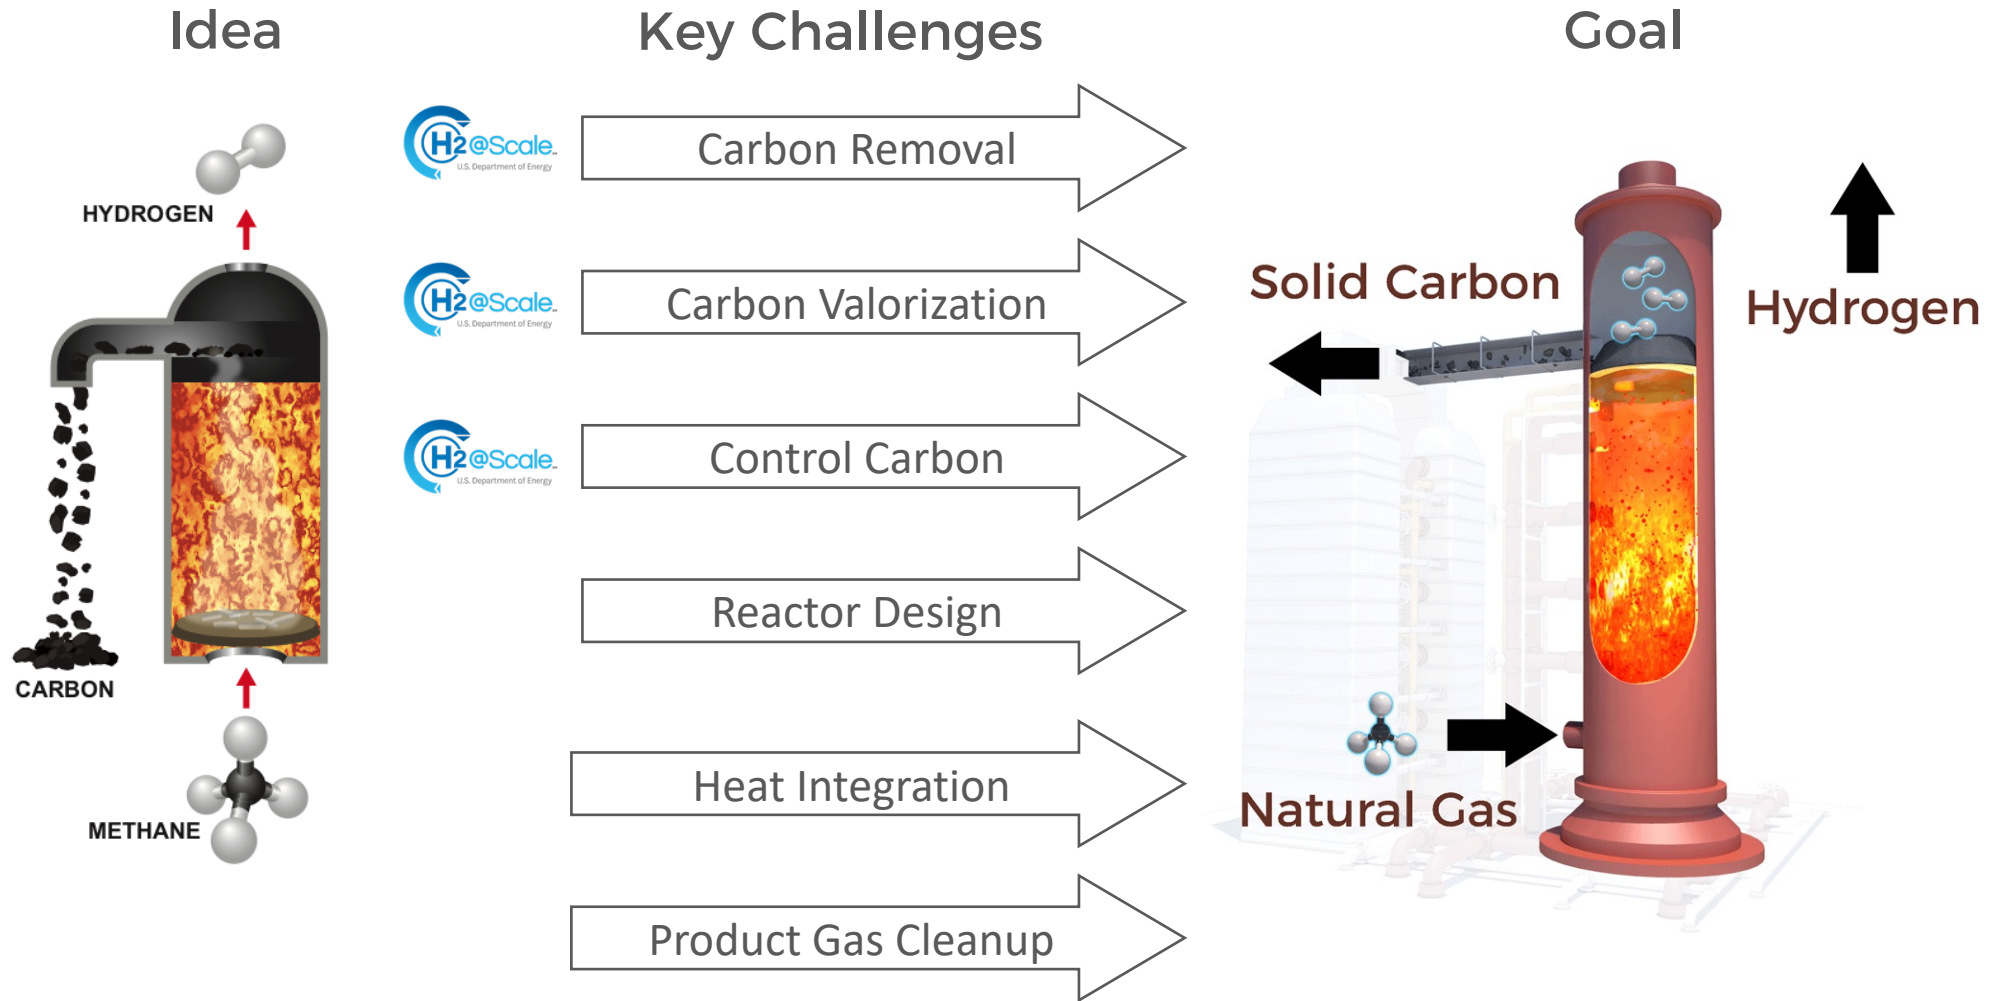 Idea
Key Challenges
Goal
HYDROGEN
CARBON
METHANE
H2@Scale
U.S. Department of Energy
Carbon Removal
H2@Scale
U.S. Department of Energy
Carbon Valorization
H2@Scale
U.S. Department of Energy
Control Carbon
Reactor Design
Heat Integration
Product Gas Cleanup
Solid Carbon
Hydrogen
Natural Gas